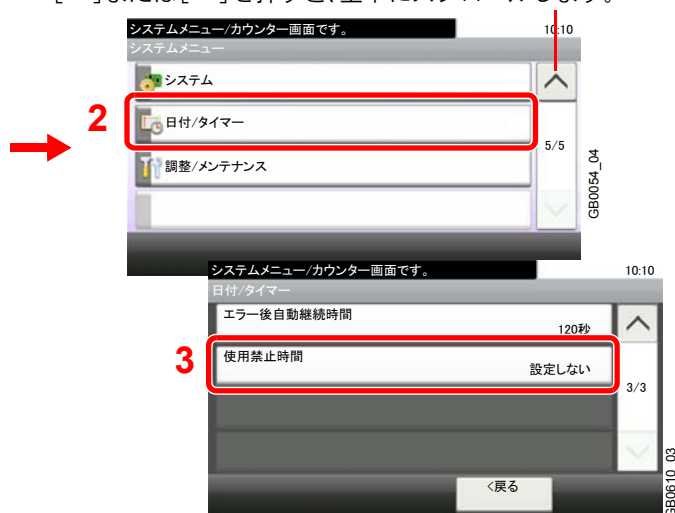 システムメニュー/カウンター画面です。 10:10
システムメニュー
システム
2
日付/タイマー
5/5
調整/メンテナンス
GB0054_04
システムメニュー/カウンター画面です。 10:10
日付/タイマー
エラー後自動継続時間
120秒
3
使用禁止時間
設定しない
3/3
<戻る
GB0610_03